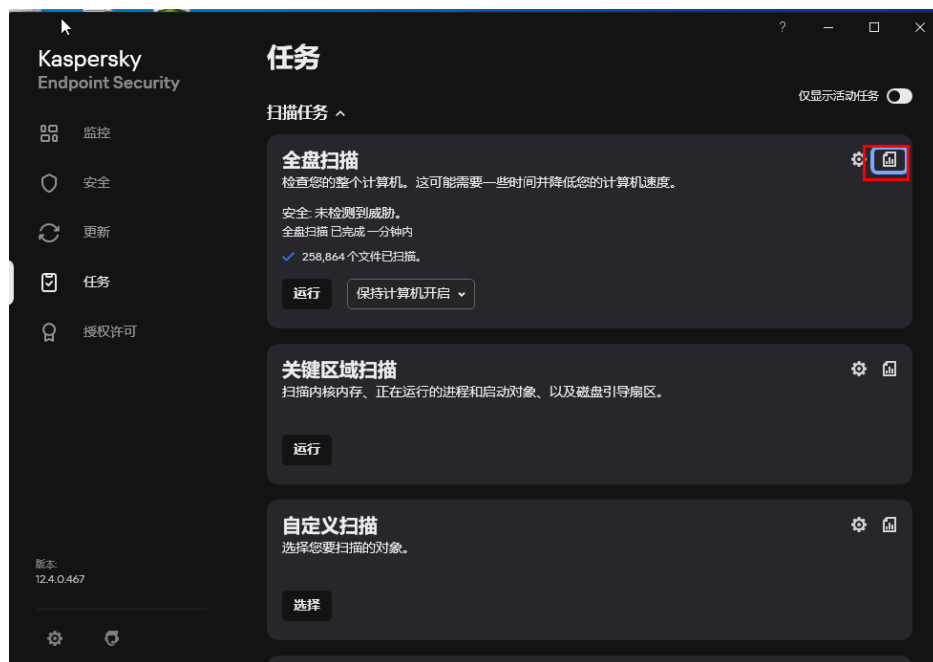 ?
Kaspersky
Endpoint Security
监控
安全
更新
任务
授权许可
版本:
12.4.0.467
任务
仅显示活动任务
扫描任务
全盘扫描
检查您的整个计算机。这可能需要一些时间并降低您的计算机速度。
安全: 未检测到威胁。
全盘扫描 已完成 一分钟内
258,864 个文件已扫描。
运行
保持计算机开启
关键区域扫描
扫描内核内存、正在运行的进程和启动对象、以及磁盘引导扇区。
运行
自定义扫描
选择您要扫描的对象。
选择